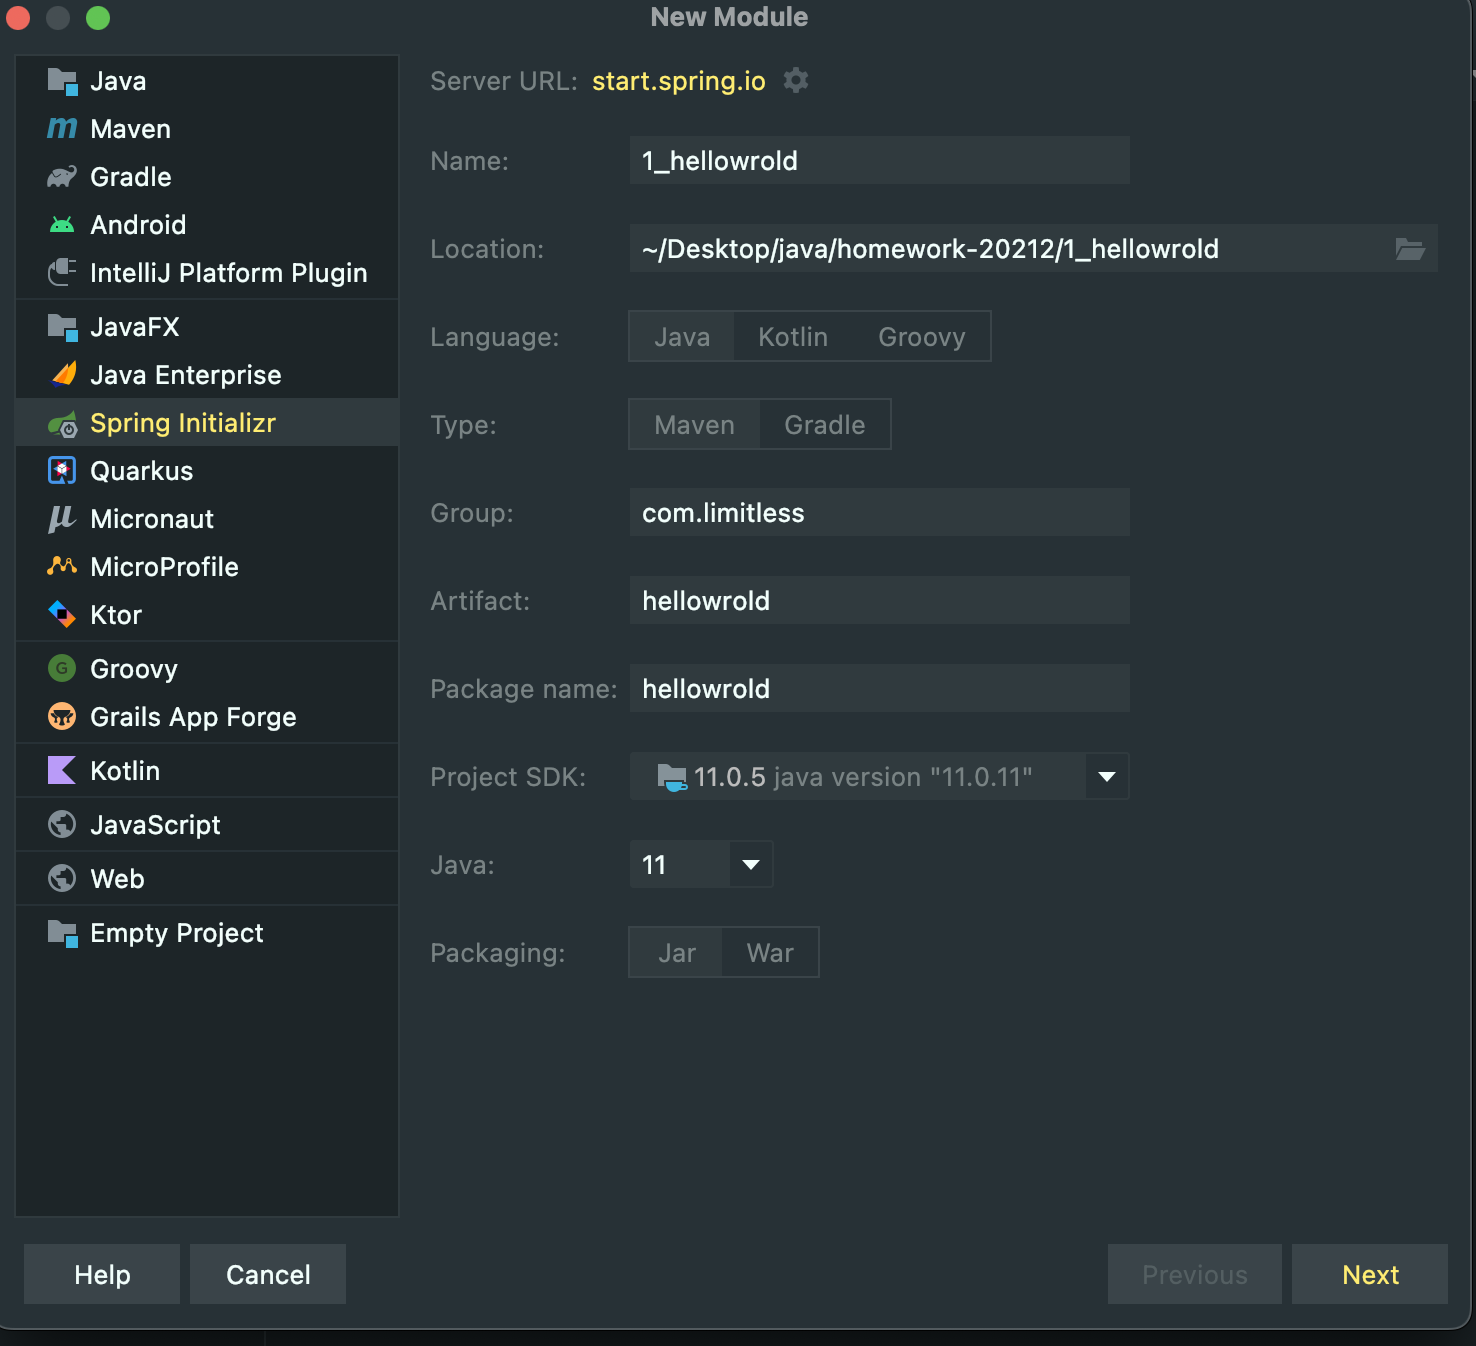 New Module
Java
Maven
Gradle
Android
IntelliJ Platform Plugin
JavaFX
Java Enterprise
Spring Initializr
Quarkus
Micronaut
MicroProfile
Ktor
Groovy
Grails App Forge
Kotlin
JavaScript
Web
Empty Project
Server URL: start.spring.io
Name: 1_hellowrold
Location: ~/Desktop/java/homework-20212/1_hellowrold
Language: Java Kotlin Groovy
Type: Maven Gradle
Group: com.limitless
Artifact: hellowrold
Package name: hellowrold
Project SDK: 11.0.5 java version "11.0.11"
Java: 11
Packaging: Jar War
Help Cancel Previous Next